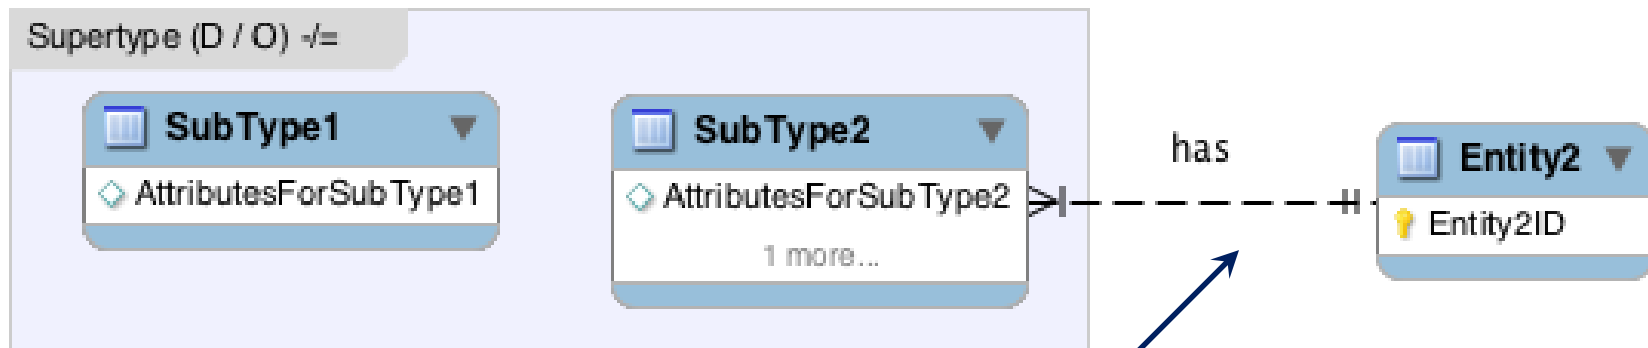 Supertype (D / O) -/=
SubType1
AttributesForSubType1
SubType2
AttributesForSubType2
1 more...
has
Entity2
Entity2ID